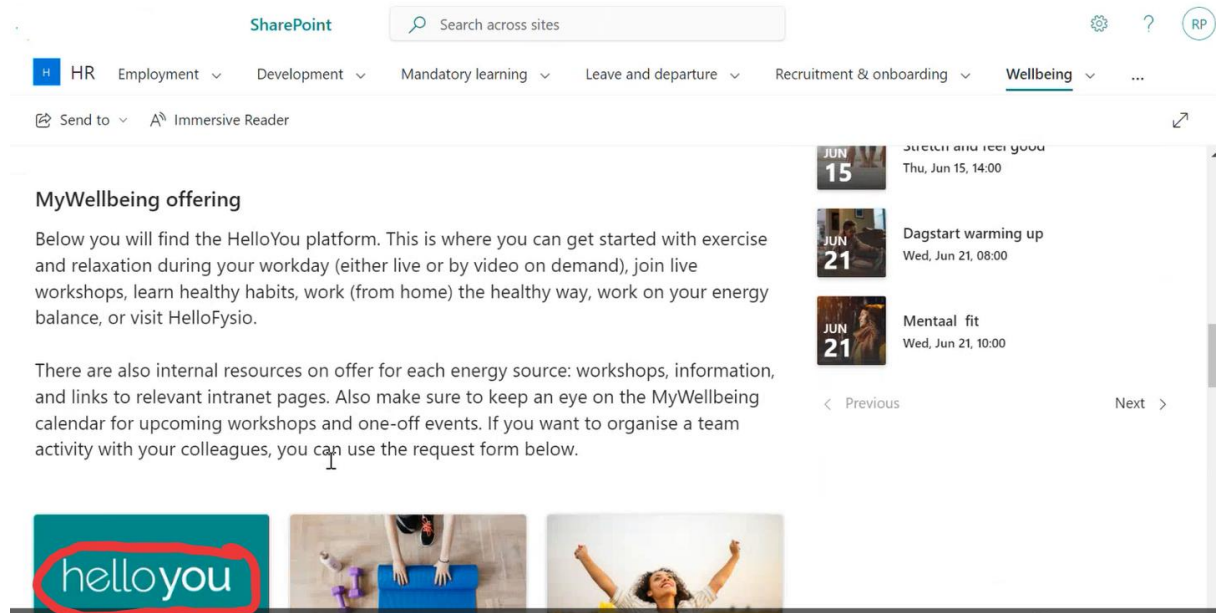 SharePoint
Search across sites
?
RP
H
HR
Employment
Development
Mandatory learning
Leave and departure
Recruitment & onboarding
Wellbeing
...
Send to
Immersive Reader
MyWellbeing offering
Below you will find the HelloYou platform. This is where you can get started with exercise
and relaxation during your workday (either live or by video on demand), join live
workshops, learn healthy habits, work (from home) the healthy way, work on your energy
balance, or visit HelloFysio.
There are also internal resources on offer for each energy source: workshops, information,
and links to relevant intranet pages. Also make sure to keep an eye on the MyWellbeing
calendar for upcoming workshops and one-off events. If you want to organise a team
activity with your colleagues, you can use the request form below.
helloyou
JUN
15
Stretch and feel good
Thu, Jun 15, 14:00
JUN
21
Dagstart warming up
Wed, Jun 21, 08:00
JUN
21
Mentaal fit
Wed, Jun 21, 10:00
Previous
Next